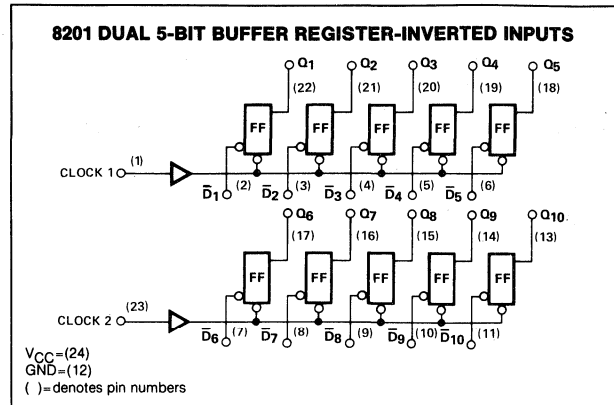 8201 DUAL 5-BIT BUFFER REGISTER-INVERTED INPUTS
Q1 Q2 Q3 Q4 Q5
(22) (21) (20) (19) (18)
FF FF FF FF FF
(1)
CLOCK 1
D̅1 (2) D̅2 (3) D̅3 (4) D̅4 (5) D̅5 (6)
Q6 Q7 Q8 Q9 Q10
(17) (16) (15) (14) (13)
FF FF FF FF FF
(23)
CLOCK 2
D̅6 (7) D̅7 (8) D̅8 (9) D̅9 (10) D̅10 (11)
VCC=(24)
GND=(12)
( )=denotes pin numbers